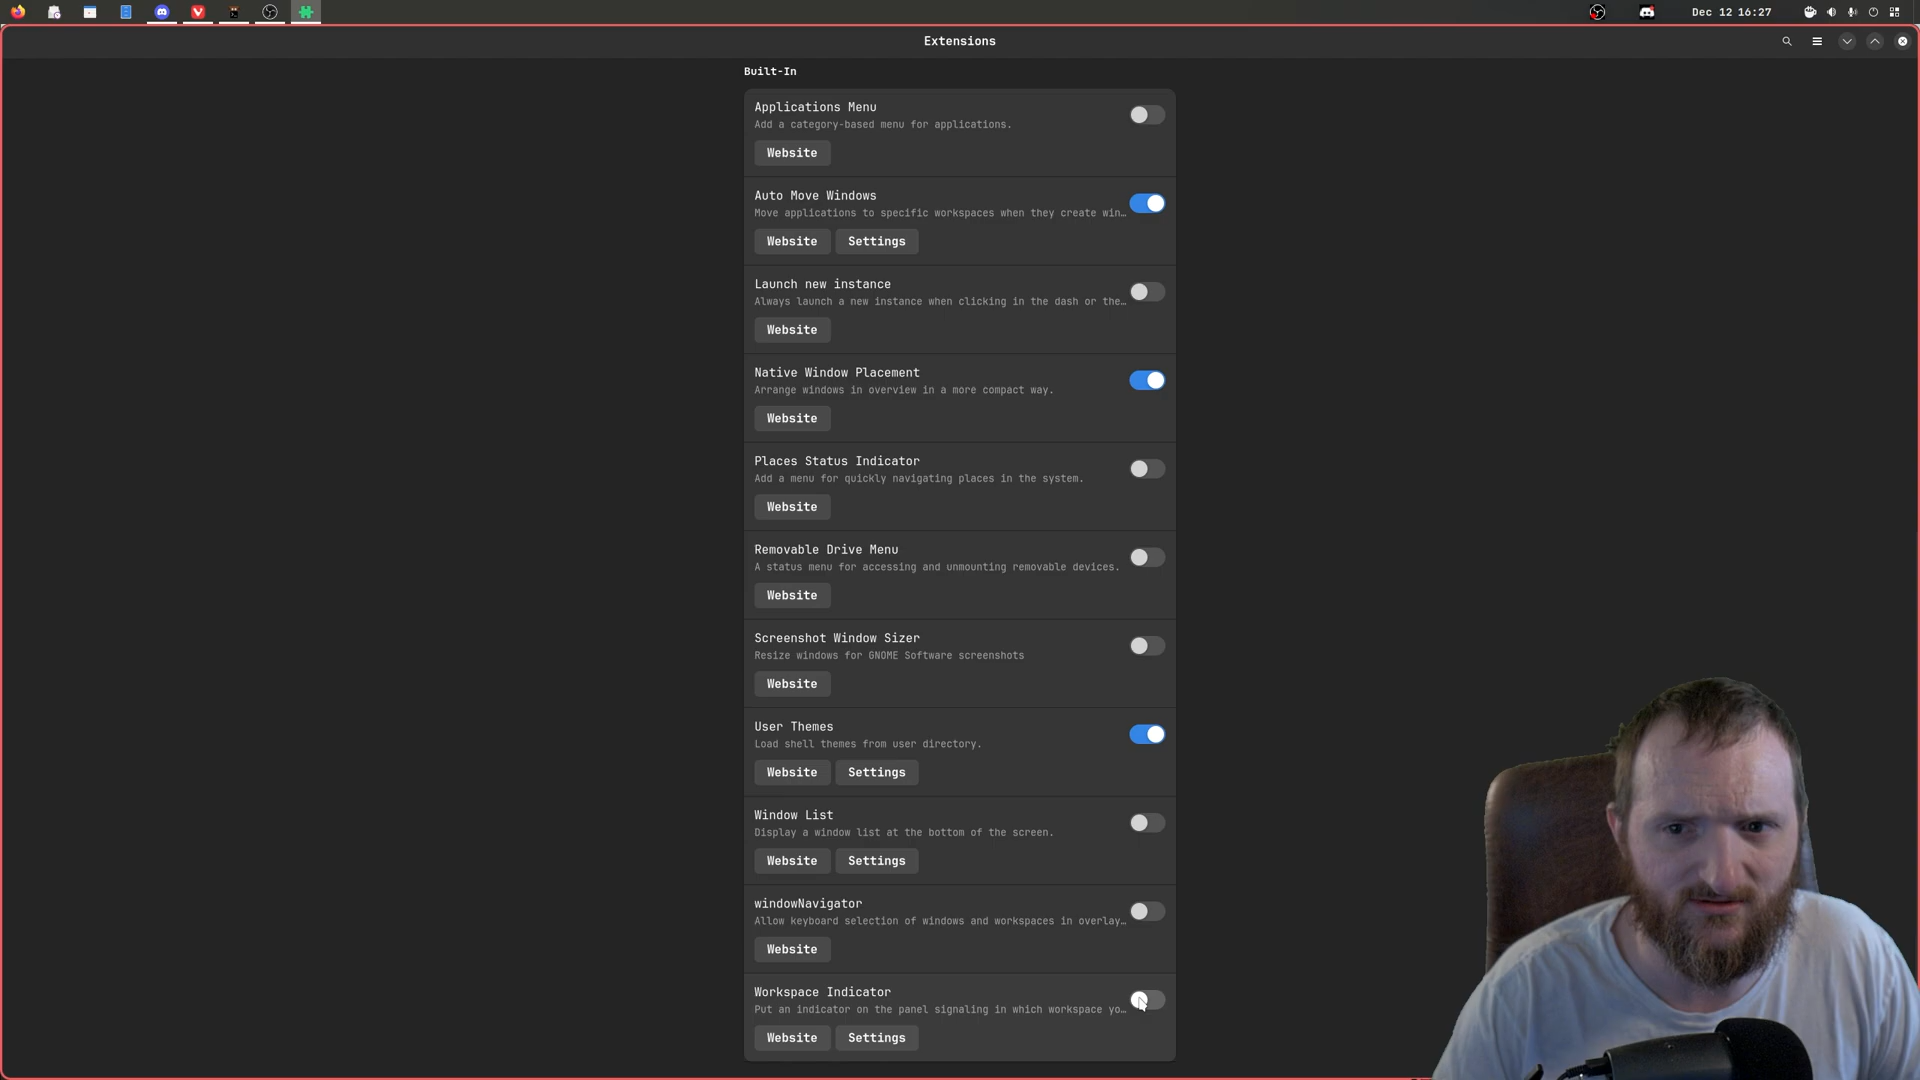 Dec 12 16:27
Extensions
Built-In
Applications Menu
Add a category-based menu for applications.
Website
Auto Move Windows
Move applications to specific workspaces when they create win…
Website Settings
Launch new instance
Always launch a new instance when clicking in the dash or the…
Website
Native Window Placement
Arrange windows in overview in a more compact way.
Website
Places Status Indicator
Add a menu for quickly navigating places in the system.
Website
Removable Drive Menu
A status menu for accessing and unmounting removable devices.
Website
Screenshot Window Sizer
Resize windows for GNOME Software screenshots
Website
User Themes
Load shell themes from user directory.
Website Settings
Window List
Display a window list at the bottom of the screen.
Website Settings
windowNavigator
Allow keyboard selection of windows and workspaces in overlay…
Website
Workspace Indicator
Put an indicator on the panel signaling in which workspace yo…
Website Settings